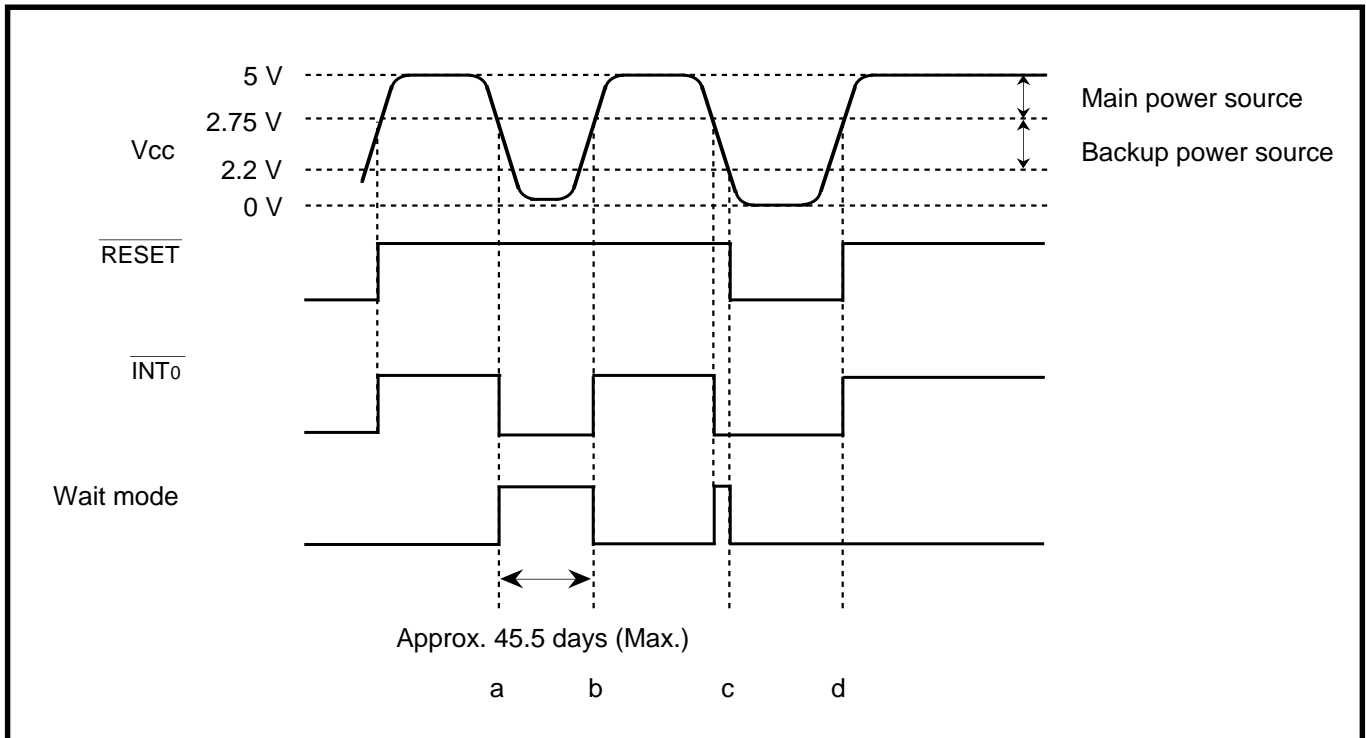 5 V
Main power source
2.75 V
Vcc
Backup power source
2.2 V
0 V
RESET
INT0
Wait mode
Approx. 45.5 days (Max.)
a b c d